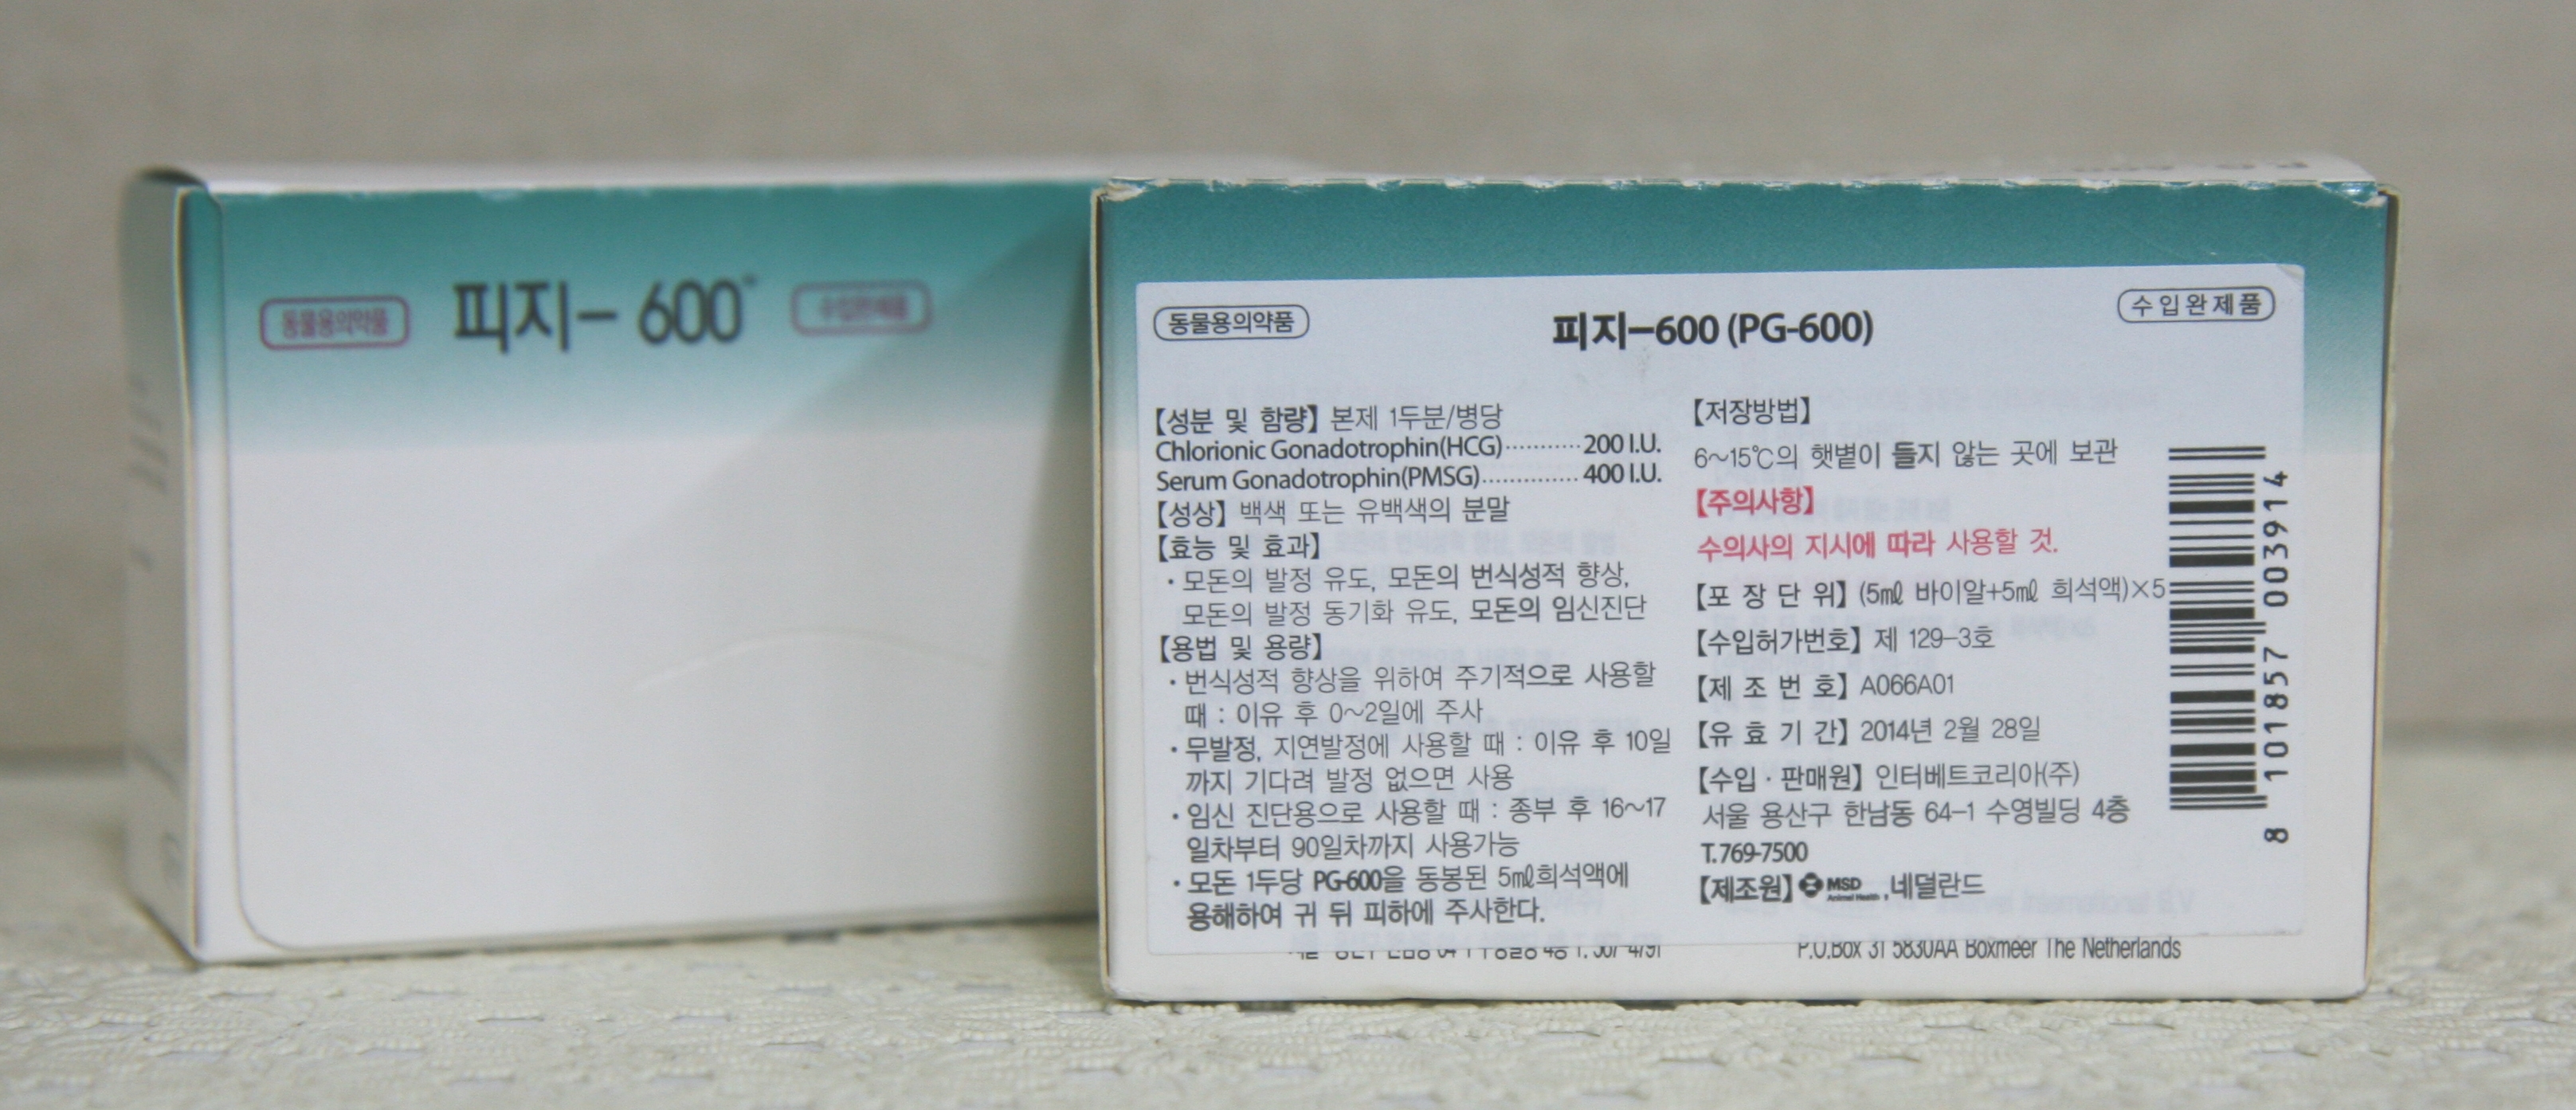 동물용의약품
피지- 600
수입완제품
동물용의약품
피지-600 (PG-600)
수입완제품
【성분 및 함량】 본제 1두분/병당
Chlorionic Gonadotrophin(HCG)··········· 200 I.U.
Serum Gonadotrophin(PMSG)·············· 400 I.U.
【성상】 백색 또는 유백색의 분말
【효능 및 효과】
· 모돈의 발정 유도, 모돈의 번식성적 향상,
모돈의 발정 동기화 유도, 모돈의 임신진단
【용법 및 용량】
· 번식성적 향상을 위하여 주기적으로 사용할
때 : 이유 후 0~2일에 주사
· 무발정, 지연발정에 사용할 때 : 이유 후 10일
까지 기다려 발정 없으면 사용
· 임신 진단용으로 사용할 때 : 종부 후 16~17
일차부터 90일차까지 사용가능
· 모돈 1두당 PG-600을 동봉된 5㎖희석액에
용해하여 귀 뒤 피하에 주사한다.
【저장방법】
6~15℃의 햇볕이 들지 않는 곳에 보관
【주의사항】
수의사의 지시에 따라 사용할 것.
【포 장 단 위】 (5㎖ 바이알+5㎖ 희석액)×5
【수입허가번호】 제 129-3호
【제 조 번 호】 A066A01
【유 효 기 간】 2014년 2월 28일
【수입 · 판매원】 인터베트코리아(주)
서울 용산구 한남동 64-1 수영빌딩 4층
T.769-7500
【제조원】 MSD Animal Health, 네덜란드
8 101857 003914
P.O.Box 31 5830AA Boxmeer The Netherlands